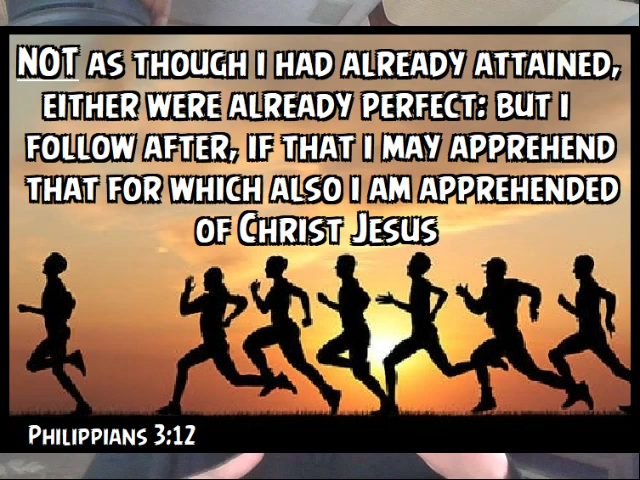 NOT AS THOUGH I HAD ALREADY ATTAINED,
EITHER WERE ALREADY PERFECT: BUT I
FOLLOW AFTER, IF THAT I MAY APPREHEND
THAT FOR WHICH ALSO I AM APPREHENDED
OF CHRIST JESUS
PHILIPPIANS 3:12